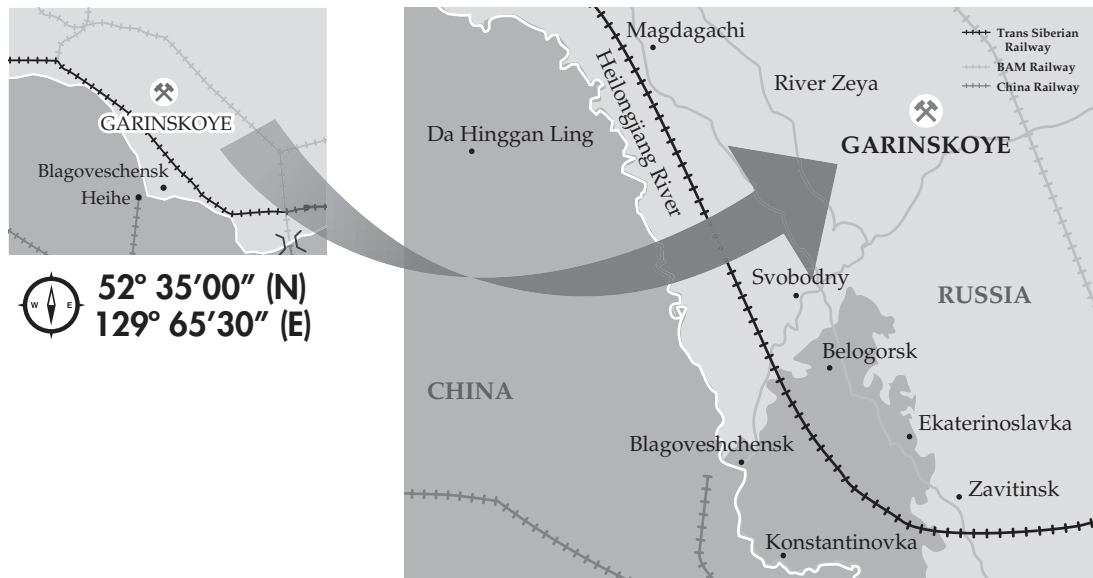 GARINSKOYE
Blagoveschensk
Heihe
W E
52° 35’00” (N)
129° 65’30” (E)
Magdagachi
Trans Siberian
Railway
BAM Railway
China Railway
River Zeya
Heilongjiang River
Da Hinggan Ling
GARINSKOYE
Svobodny
RUSSIA
Belogorsk
CHINA
Ekaterinoslavka
Blagoveshchensk
Zavitinsk
Konstantinovka